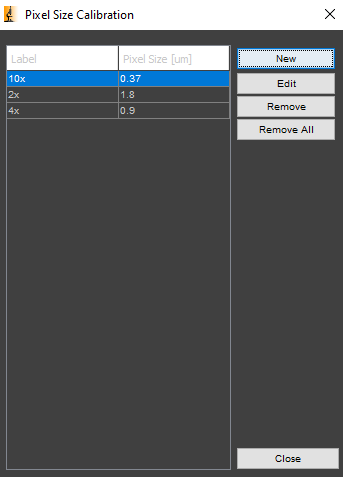 Pixel Size Calibration
Label Pixel Size [um]
10x 0.37
2x 1.8
4x 0.9
New
Edit
Remove
Remove All
Close